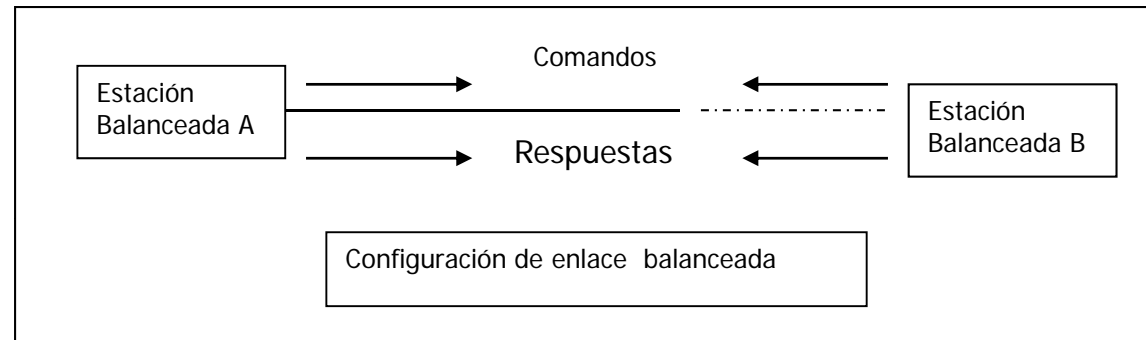 Comandos
Estación
Balanceada A
Estación
Balanceada B
Respuestas
Configuración de enlace balanceada